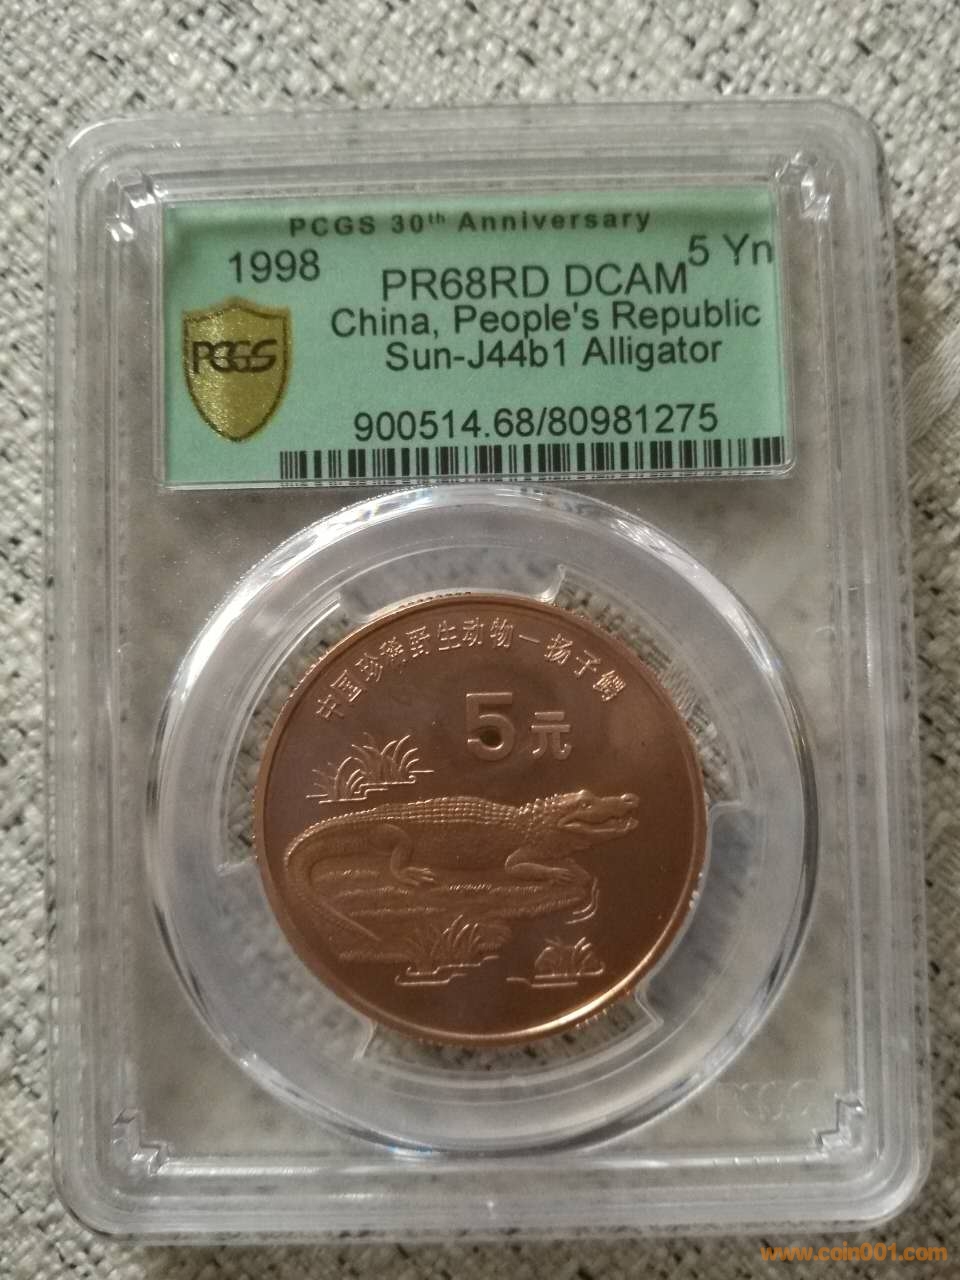 PCGS 30th Anniversary
1998
5 Yn
PR68RD DCAM
China, People's Republic
Sun-J44b1 Alligator
PCGS
900514.68/80981275
中国珍稀野生动物—扬子鳄
5元
PCGS
www.coin001.com